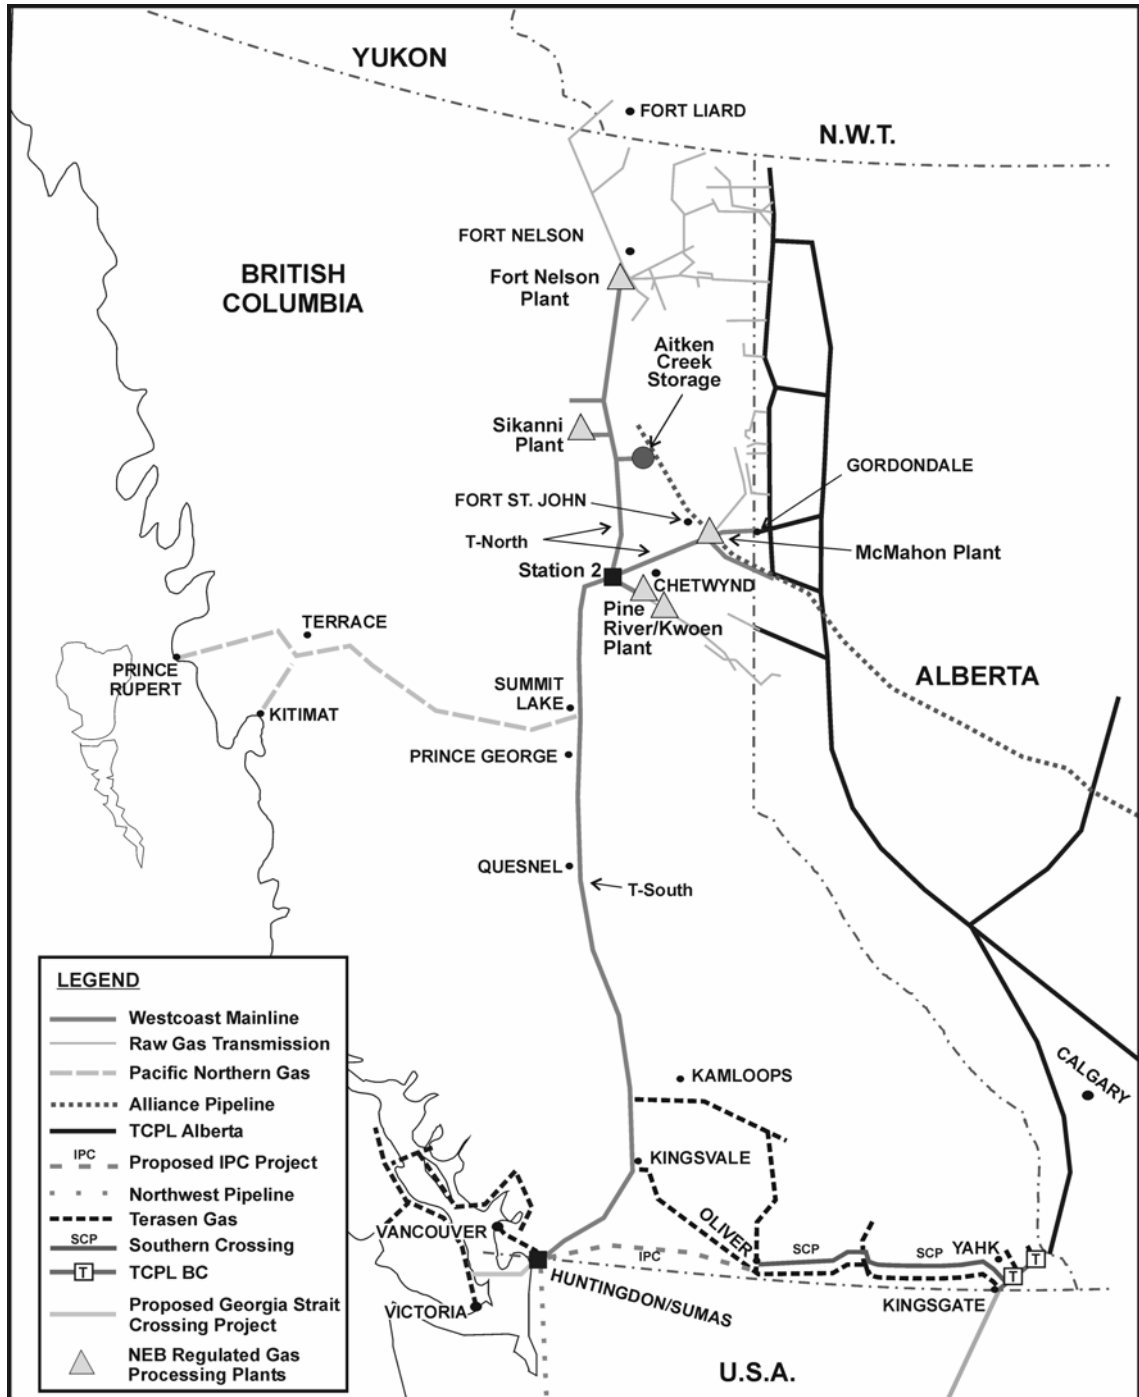 YUKON
FORT LIARD
N.W.T.
FORT NELSON
BRITISH
COLUMBIA
Fort Nelson
Plant
Aitken
Creek
Storage
Sikanni
Plant
GORDONDALE
FORT ST. JOHN
T-North
McMahon Plant
Station 2
CHETWYND
Pine
River/Kwoen
Plant
TERRACE
PRINCE
RUPERT
KITIMAT
SUMMIT
LAKE
ALBERTA
PRINCE GEORGE
QUESNEL
T-South
LEGEND
Westcoast Mainline
Raw Gas Transmission
Pacific Northern Gas
Alliance Pipeline
TCPL Alberta
IPC
Proposed IPC Project
Northwest Pipeline
Terasen Gas
SCP
Southern Crossing
T
TCPL BC
Proposed Georgia Strait
Crossing Project
NEB Regulated Gas
Processing Plants
KAMLOOPS
CALGARY
KINGSVALE
VANCOUVER
OLIVER
IPC
SCP
SCP
YAHK
T
T
HUNTINGDON/SUMAS
KINGSGATE
VICTORIA
U.S.A.